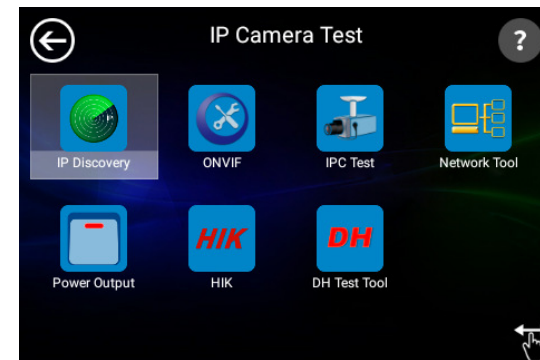 IP Camera Test
?
IP Discovery
ONVIF
IPC Test
Network Tool
HIK
DH
Power Output
HIK
DH Test Tool